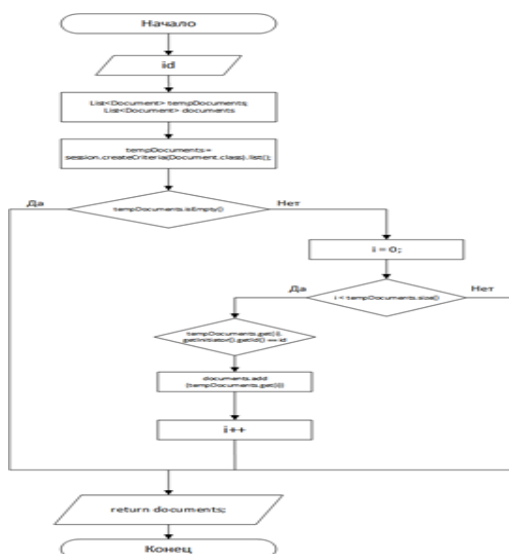 Начало
id
List<Document> tempDocuments;
List<Document> documents
tempDocuments =
session.createCriteria(Document.class).list();
Да
tempDocuments.isEmpty()
Нет
i = 0;
Да
i < tempDocuments.size()
Нет
tempDocuments.get(i).
getInitiator().getId() == id
documents.add
(tempDocuments.get(i))
i++
return documents;
Конец